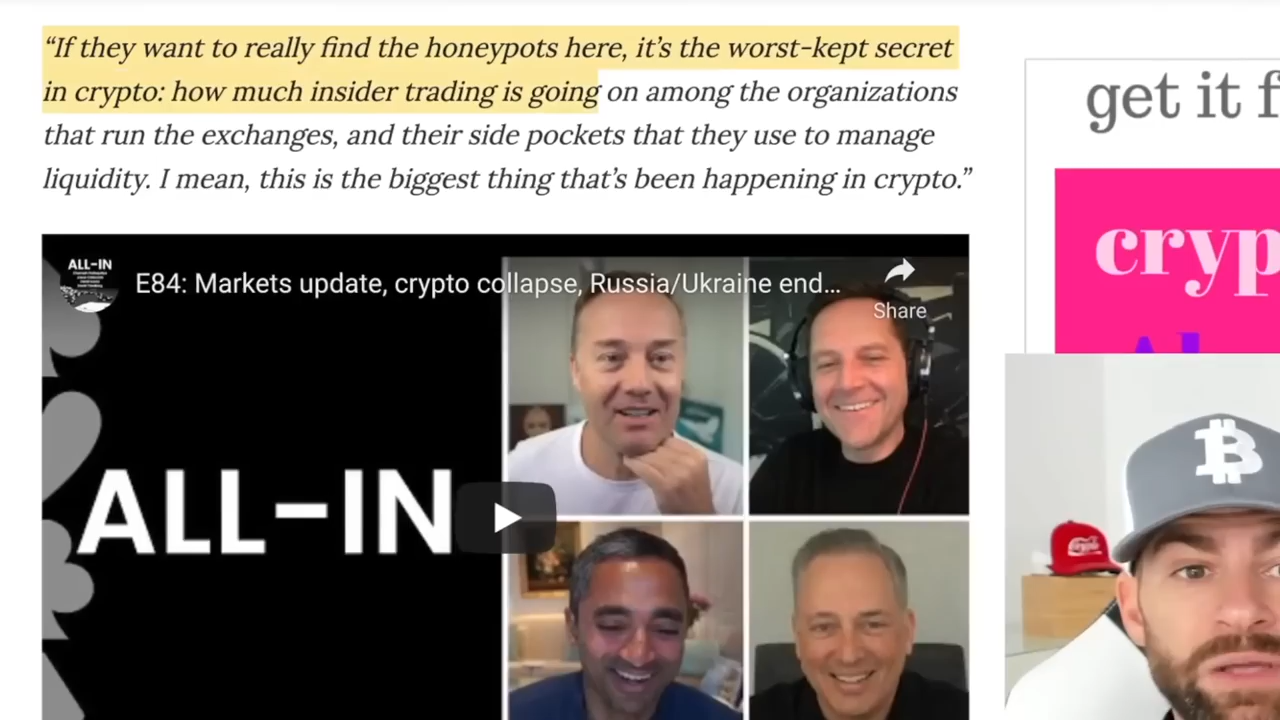 “If they want to really find the honeypots here, it’s the worst-kept secret
in crypto: how much insider trading is going on among the organizations
that run the exchanges, and their side pockets that they use to manage
liquidity. I mean, this is the biggest thing that’s been happening in crypto.”
get it f
cryp
ALL-IN
E84: Markets update, crypto collapse, Russia/Ukraine end…
Share
ALL-IN